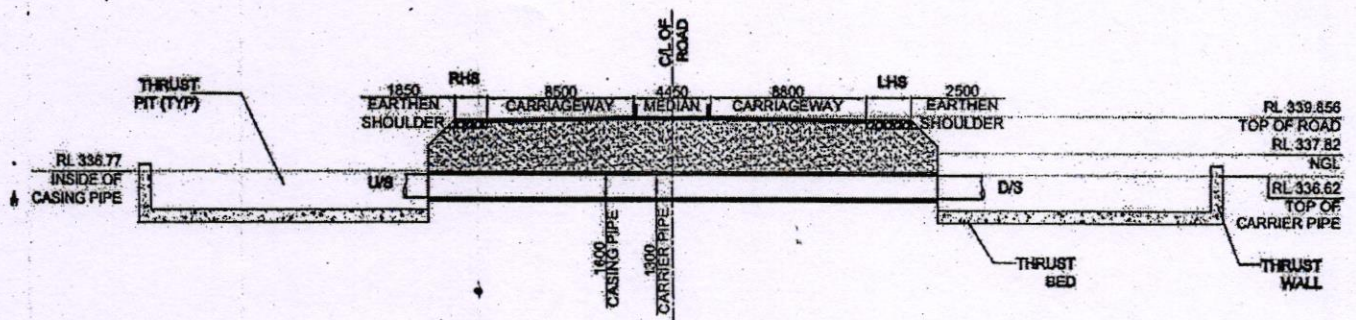 C/L OF
ROAD
THRUST
PIT (TYP)
1850
EARTHEN
SHOULDER
RHS
8500
CARRIAGEWAY
4450
MEDIAN
8800
CARRIAGEWAY
LHS
2500
EARTHEN
SHOULDER
RL 339.856
TOP OF ROAD
RL 337.82
NGL
RL 336.77
INSIDE OF
CASING PIPE
U/S
D/S
RL 336.62
TOP OF
CARRIER PIPE
1600
CASING PIPE
1300
CARRIER PIPE
THRUST
BED
THRUST
WALL